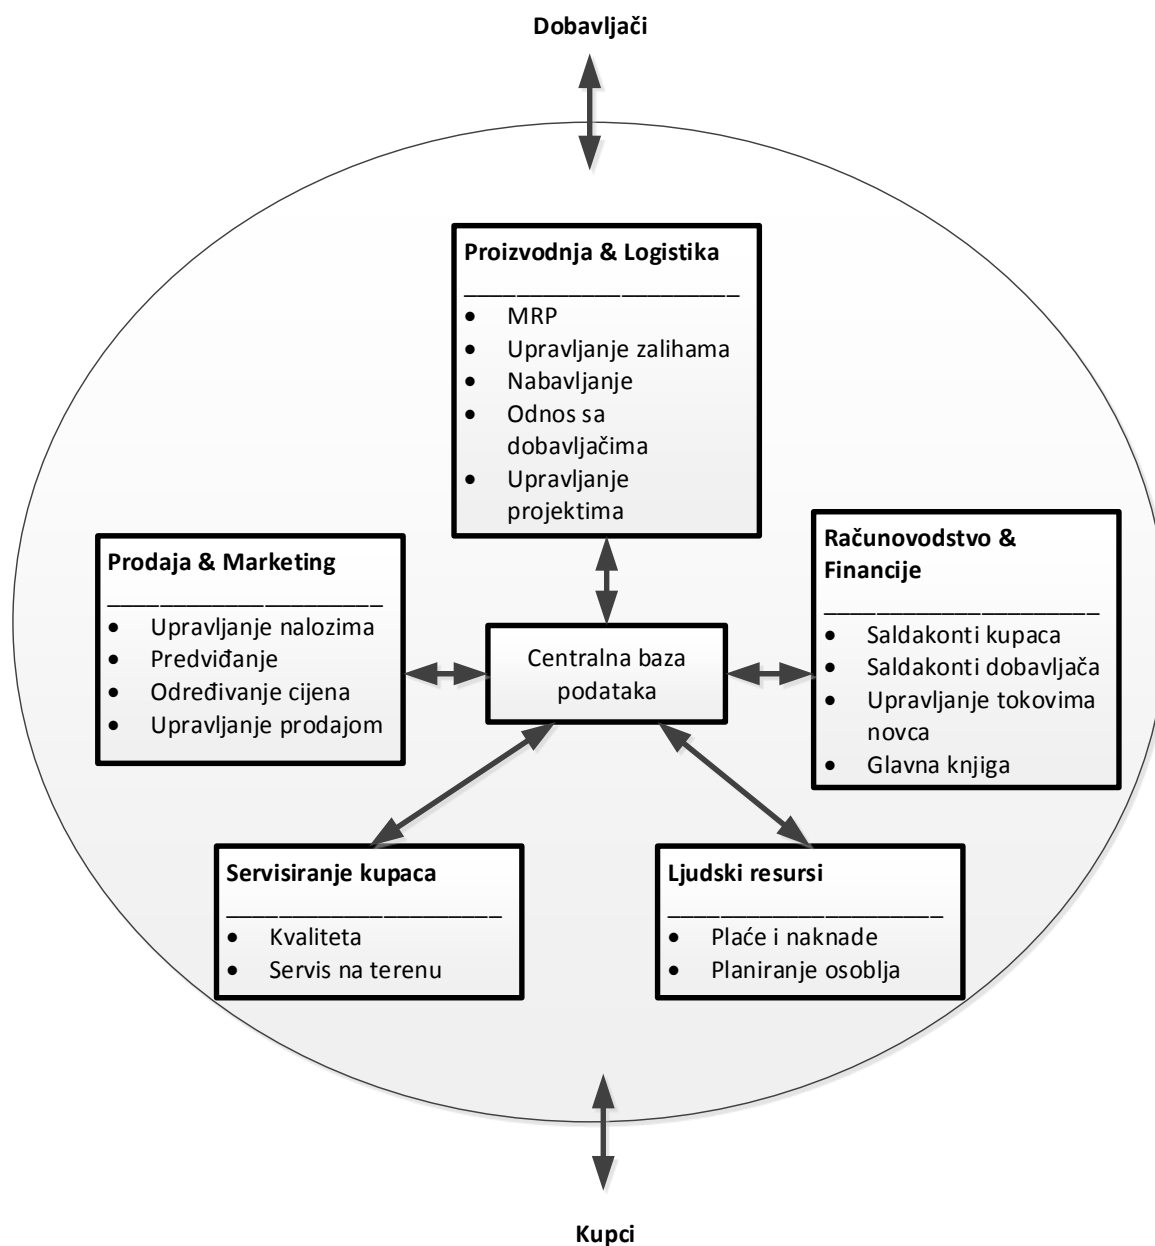 Dobavljači
Proizvodnja & Logistika
• MRP
• Upravljanje zalihama
• Nabavljanje
• Odnos sa
dobavljačima
• Upravljanje
projektima
Prodaja & Marketing
• Upravljanje nalozima
• Predviđanje
• Određivanje cijena
• Upravljanje prodajom
Centralna baza
podataka
Računovodstvo &
Financije
• Saldakonti kupaca
• Saldakonti dobavljača
• Upravljanje tokovima
novca
• Glavna knjiga
Servisiranje kupaca
• Kvaliteta
• Servis na terenu
Ljudski resursi
• Plaće i naknade
• Planiranje osoblja
Kupci